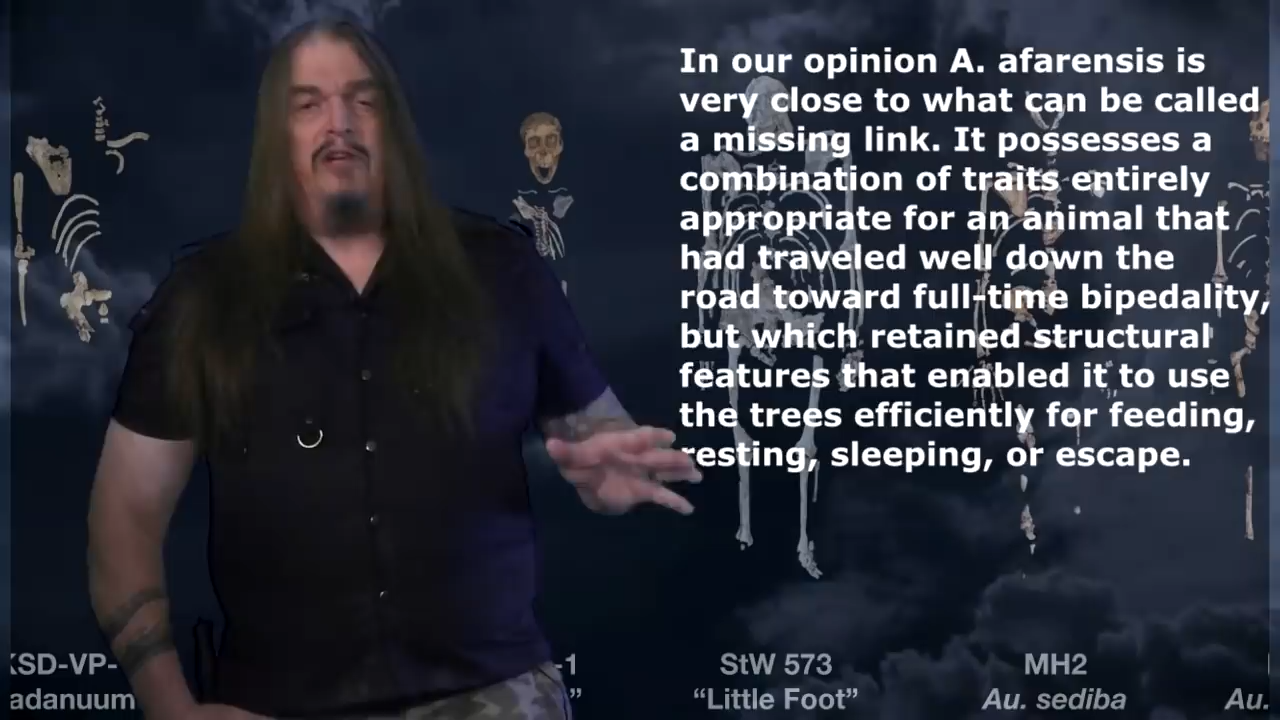 In our opinion A. afarensis is
very close to what can be called
a missing link. It possesses a
combination of traits entirely
appropriate for an animal that
had traveled well down the
road toward full-time bipedality,
but which retained structural
features that enabled it to use
the trees efficiently for feeding,
resting, sleeping, or escape.
KSD-VP-
adanuum
-1
”
StW 573
“Little Foot”
MH2
Au. sediba
Au.